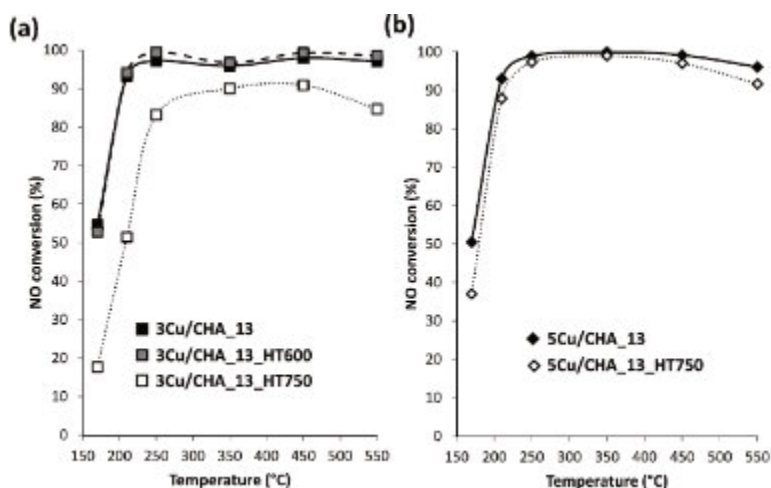 (a)
NO conversion (%)
100
90
80
70
60
50
40
30
20
10
0
3Cu/CHA_13
3Cu/CHA_13_HT600
3Cu/CHA_13_HT750
150 200 250 300 350 400 450 500 550
Temperature (°C)
(b)
NO conversion (%)
100
90
80
70
60
50
40
30
20
10
0
5Cu/CHA_13
5Cu/CHA_13_HT750
150 200 250 300 350 400 450 500 550
Temperature (°C)